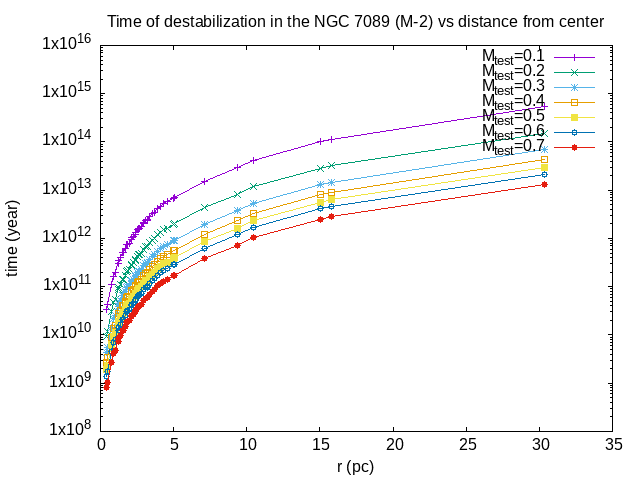 Time of destabilization in the NGC 7089 (M-2) vs distance from center
1x10^16
1x10^15
1x10^14
1x10^13
1x10^12
1x10^11
1x10^10
1x10^9
1x10^8
time (year)
M_test=0.1
M_test=0.2
M_test=0.3
M_test=0.4
M_test=0.5
M_test=0.6
M_test=0.7
0 5 10 15 20 25 30 35
r (pc)